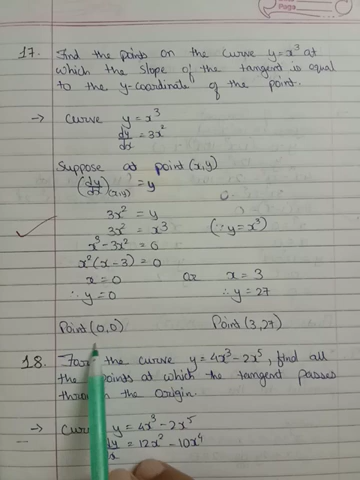 Page
17. Find the points on the curve y=x³ at
which the slope of the tangent is equal
to the y-coordinate of the point.
→ Curve y=x³
dy/dx = 3x²
Suppose at point (x,y)
(dy/dx)(x,y) = y
3x² = y
3x² = x³ (∵ y=x³)
x³-3x² = 0
x²(x-3) = 0
x=0 or x=3
∴ y=0 ∴ y=27
Point (0,0) Point (3,27)
18. For the curve y=4x³-2x⁵, find all
the points at which the tangent passes
through the origin.
→ Curve y = 4x³-2x⁵
dy/dx = 12x²-10x⁴